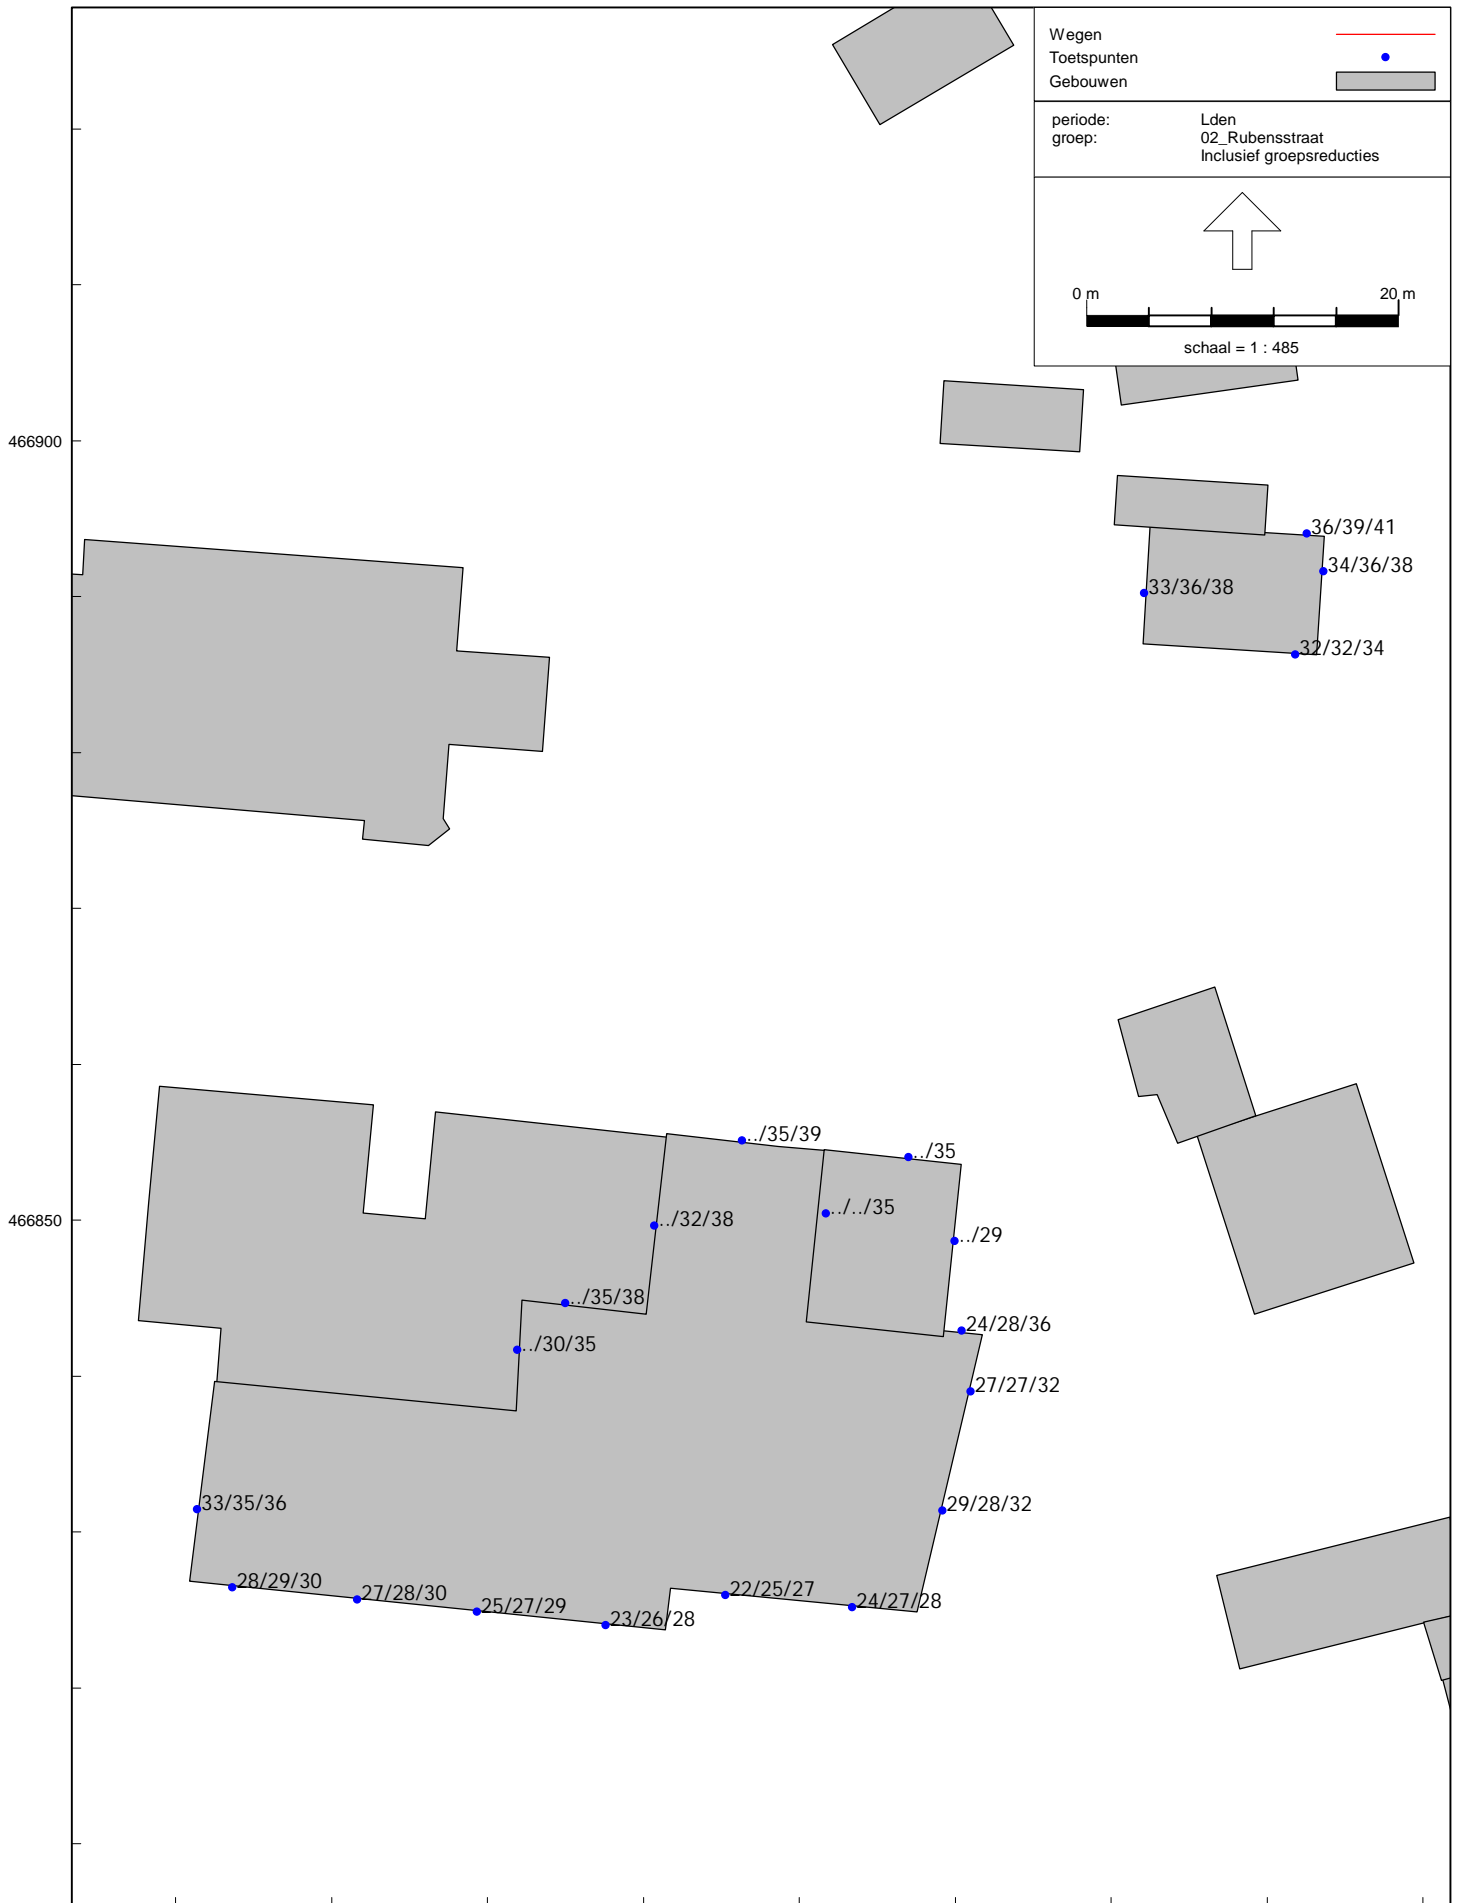 Wegen
Toetspunten
Gebouwen
periode: Lden
groep: 02_Rubensstraat
Inclusief groepsreducties
0 m 20 m
schaal = 1 : 485
466900
36/39/41
34/36/38
33/36/38
32/32/34
../35/39
../35
../../35
466850
../32/38
../29
../35/38
24/28/36
../30/35
27/27/32
33/35/36
29/28/32
28/29/30
27/28/30
22/25/27
25/27/29
24/27/28
23/26/28